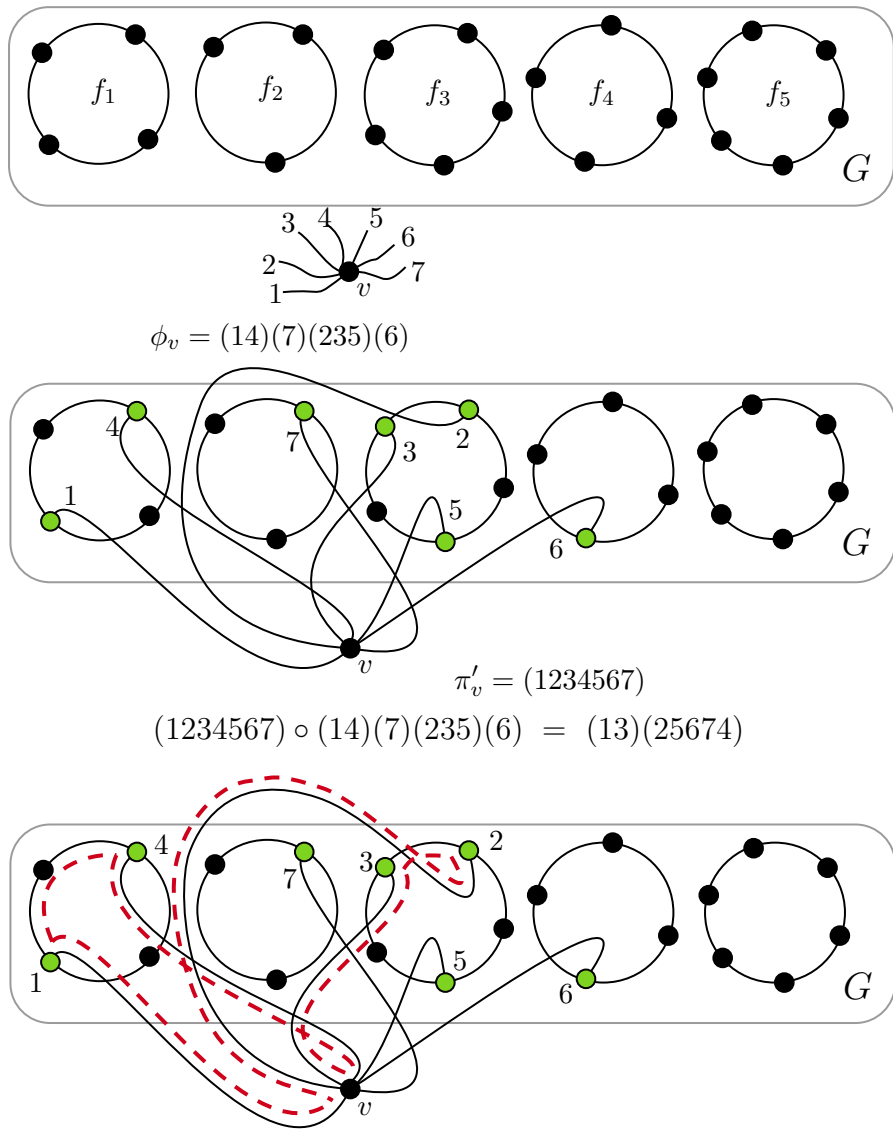 f₁ f₂ f₃ f₄ f₅
G
3 4 5 6
2 7
1 v
ϕᵥ = (14)(7)(235)(6)
4 7 3 2
1 5
6 G
v
π′ᵥ = (1234567)
(1234567) ∘ (14)(7)(235)(6) = (13)(25674)
4 7 3 2
1 5 6 G
v